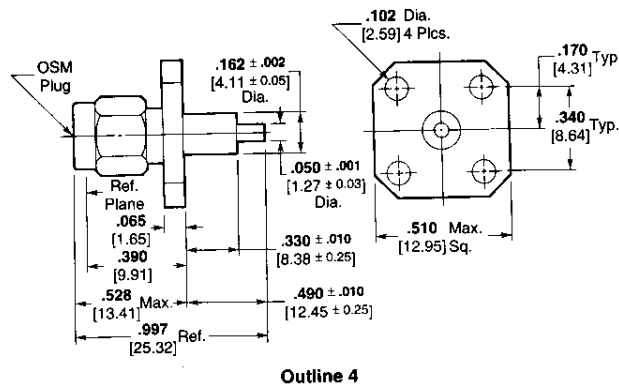 OSM
Plug
.162 ± .002
[4.11 ± 0.05]
Dia.
.102 Dia.
[2.59] 4 Plcs.
.170 Typ
[4.31]
.340 Typ.
[8.64]
.050 ± .001
[1.27 ± 0.03]
Dia.
Ref.
Plane
.065
[1.65]
.330 ± .010
[8.38 ± 0.25]
.510 Max.
[12.95] Sq.
.390
[9.91]
.528 Max.
[13.41]
.490 ± .010
[12.45 ± 0.25]
.997 Ref.
[25.32]
Outline 4